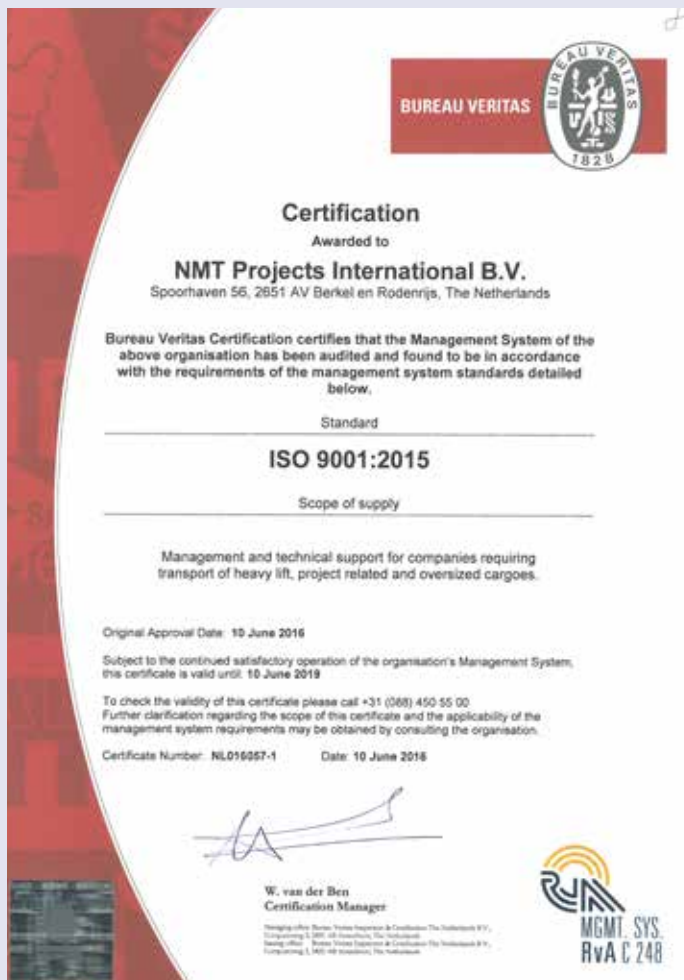 BUREAU VERITAS
BUREAU VERITAS
1828
Certification
Awarded to
NMT Projects International B.V.
Spoorhaven 56, 2651 AV Berkel en Rodenrijs, The Netherlands
Bureau Veritas Certification certifies that the Management System of the
above organisation has been audited and found to be in accordance
with the requirements of the management system standards detailed
below.
Standard
ISO 9001:2015
Scope of supply
Management and technical support for companies requiring
transport of heavy lift, project related and oversized cargoes.
Original Approval Date: 10 June 2016
Subject to the continued satisfactory operation of the organisation's Management System,
this certificate is valid until: 10 June 2019
To check the validity of this certificate please call +31 (088) 450 55 00
Further clarification regarding the scope of this certificate and the applicability of the
management system requirements may be obtained by consulting the organisation.
Certificate Number: NL016057-1 Date: 10 June 2016
W. van der Ben
Certification Manager
MGMT. SYS.
RvA C 248